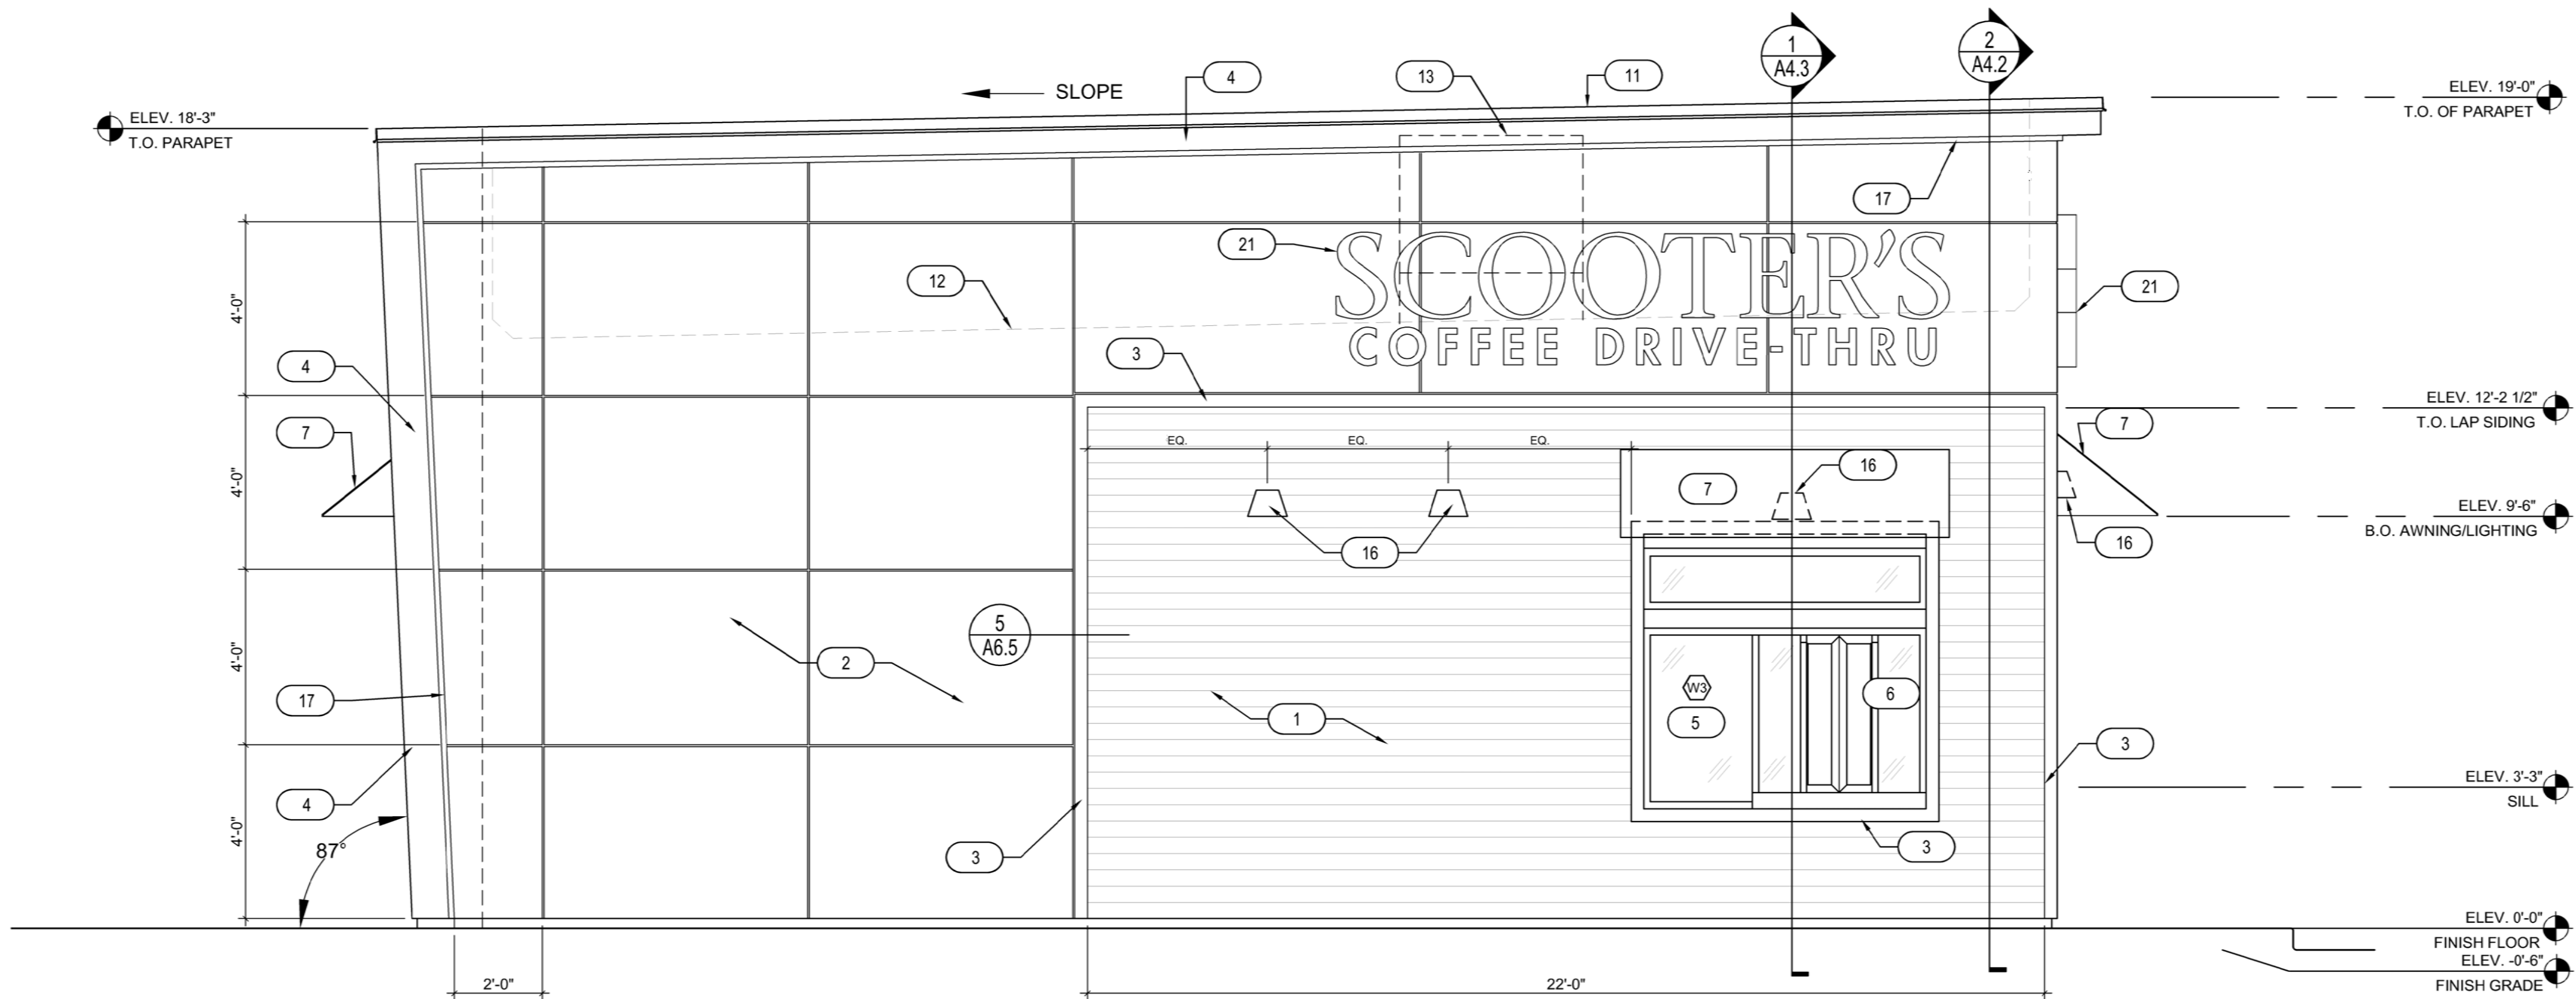 1
A4.3
2
A4.2
4
13
11
SLOPE
ELEV. 18'-3"
T.O. PARAPET
ELEV. 19'-0"
T.O. OF PARAPET
17
21
SCOOTER'S
COFFEE DRIVE-THRU
12
21
4'-0"
3
4
7
ELEV. 12'-2 1/2"
T.O. LAP SIDING
7
EQ.
EQ.
EQ.
4'-0"
7
16
16
ELEV. 9'-6"
B.O. AWNING/LIGHTING
16
5
A6.5
4'-0"
2
17
1
W3
5
6
3
4
ELEV. 3'-3"
SILL
4'-0"
87°
3
3
ELEV. 0'-0"
FINISH FLOOR
ELEV. -0'-6"
FINISH GRADE
2'-0"
22'-0"